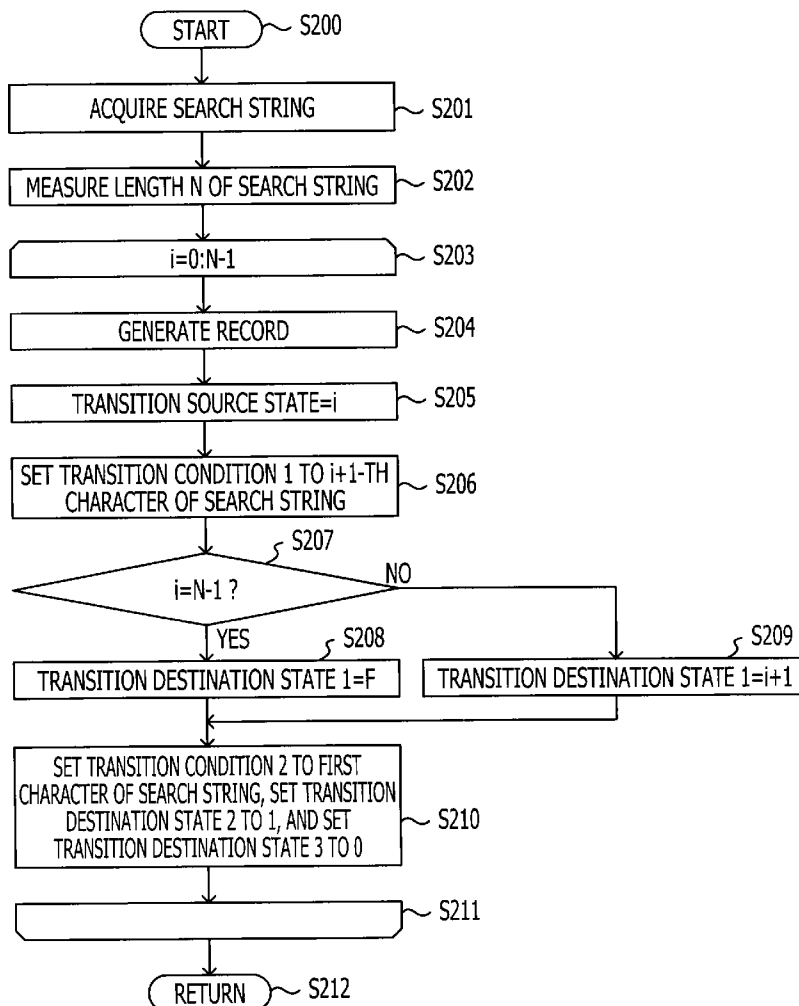 START
S200
ACQUIRE SEARCH STRING
S201
MEASURE LENGTH N OF SEARCH STRING
S202
i=0:N-1
S203
GENERATE RECORD
S204
TRANSITION SOURCE STATE=i
S205
SET TRANSITION CONDITION 1 TO i+1-TH
CHARACTER OF SEARCH STRING
S206
S207
i=N-1 ?
NO
YES
S208
S209
TRANSITION DESTINATION STATE 1=F
TRANSITION DESTINATION STATE 1=i+1
SET TRANSITION CONDITION 2 TO FIRST
CHARACTER OF SEARCH STRING, SET TRANSITION
DESTINATION STATE 2 TO 1, AND SET
TRANSITION DESTINATION STATE 3 TO 0
S210
S211
RETURN
S212